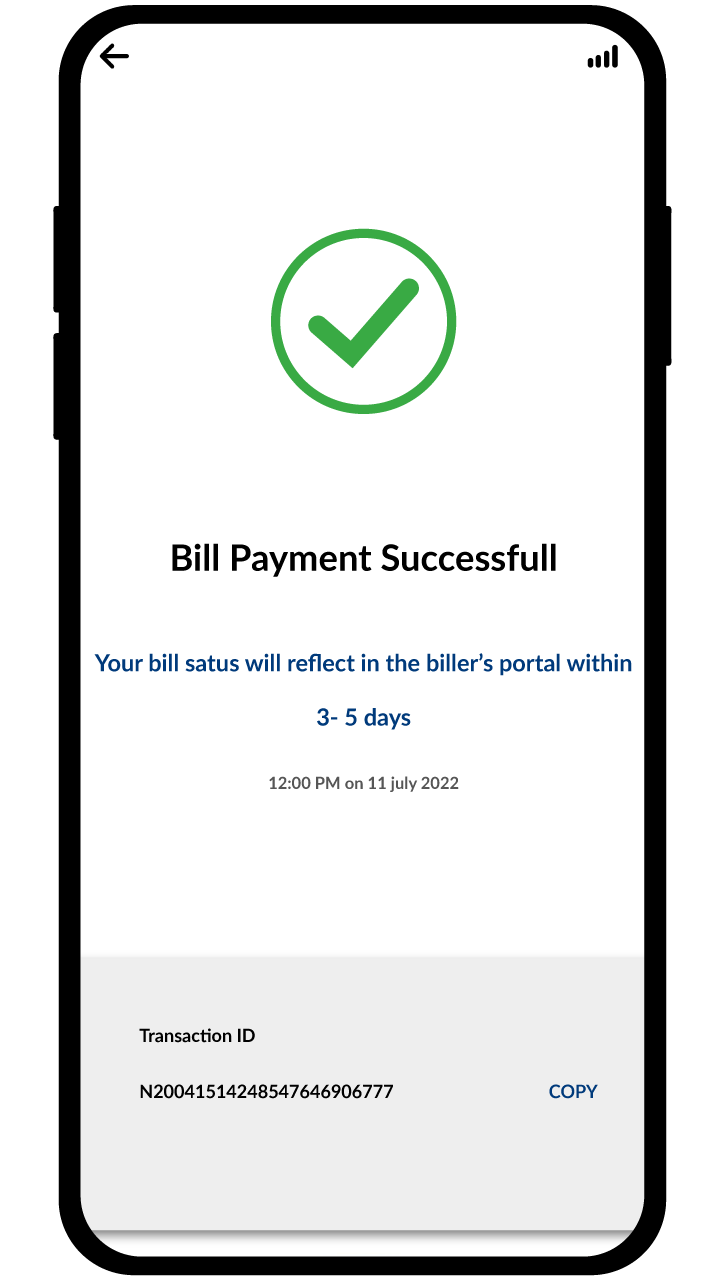 Bill Payment Successfull
Your bill satus will reflect in the biller’s portal within
3- 5 days
12:00 PM on 11 july 2022
Transaction ID
N20041514248547646906777 COPY